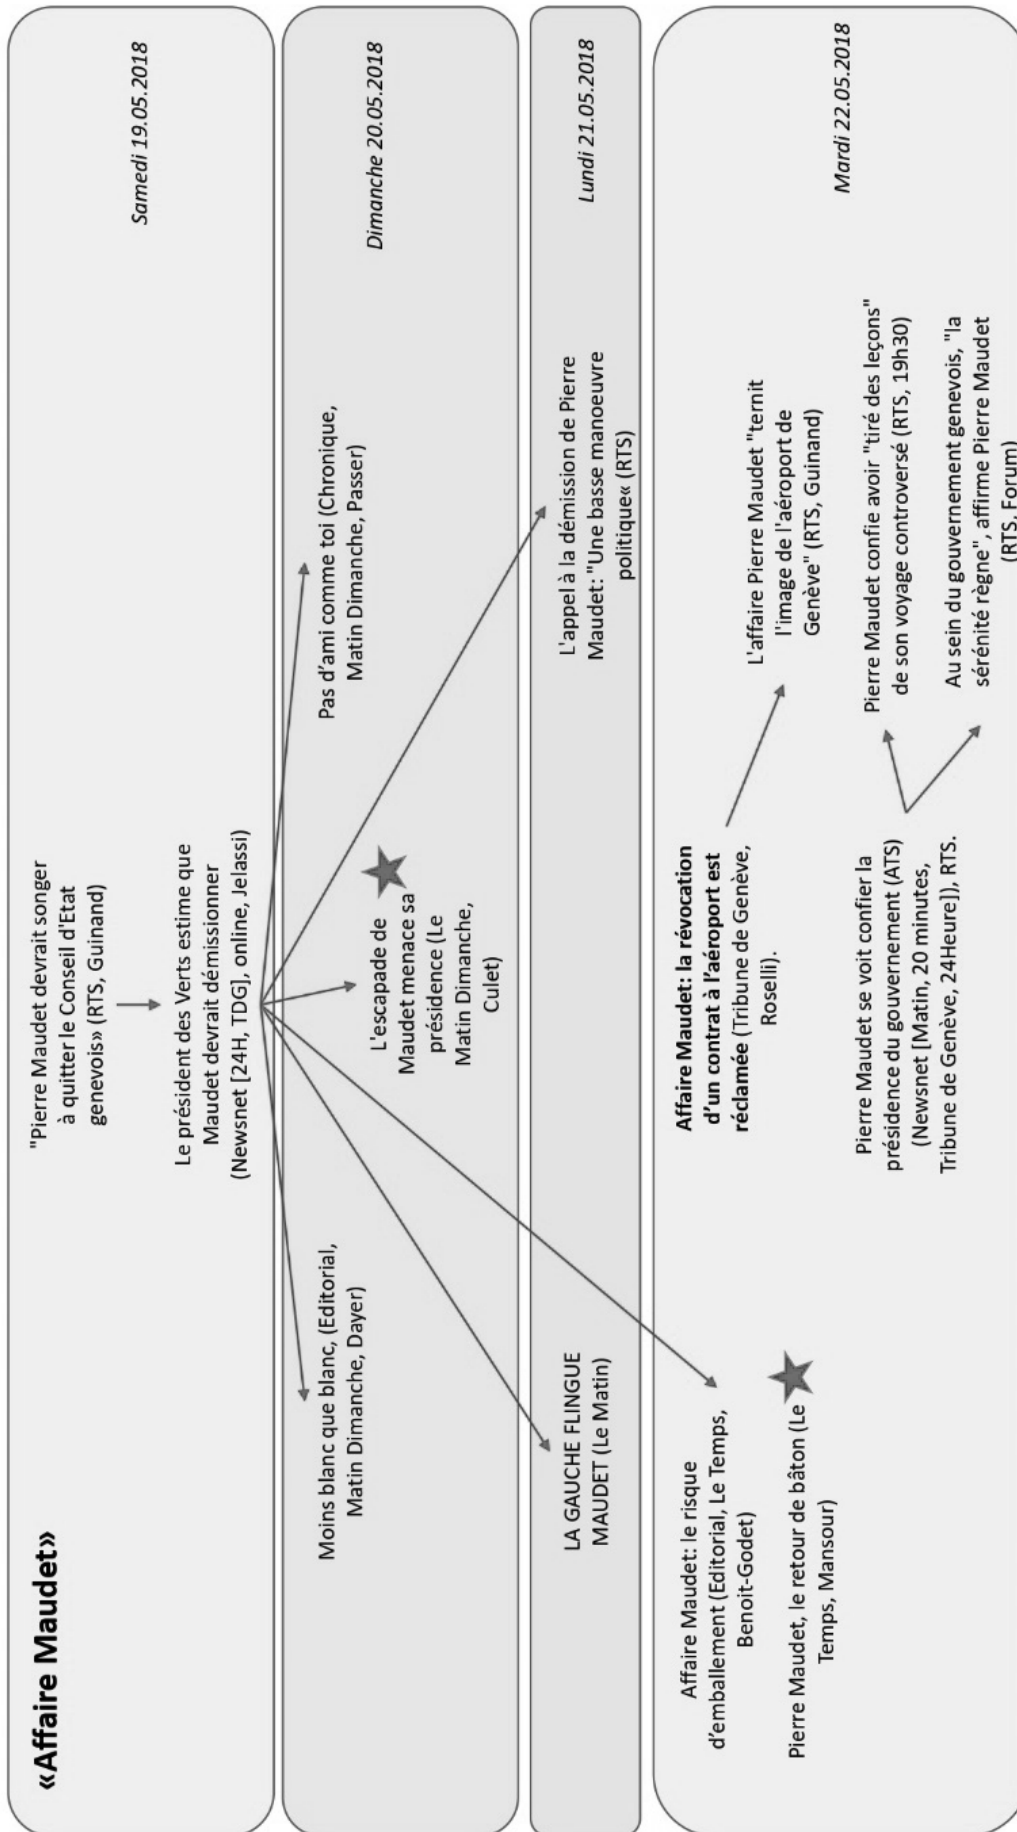 «Affaire Maudet»
Samedi 19.05.2018
"Pierre Maudet devrait songer
à quitter le Conseil d'Etat
genevois» (RTS, Guinand)
Le président des Verts estime que
Maudet devrait démissionner
(Newsnet [24H, TDG], online, Jelassi)
Dimanche 20.05.2018
Moins blanc que blanc, (Editorial,
Matin Dimanche, Dayer)
L'escapade de
Maudet menace sa
présidence (Le
Matin Dimanche,
Culet)
Pas d'ami comme toi (Chronique,
Matin Dimanche, Passer)
Lundi 21.05.2018
LA GAUCHE FLINGUE
MAUDET (Le Matin)
L'appel à la démission de Pierre
Maudet: "Une basse manoeuvre
politique« (RTS)
Mardi 22.05.2018
Affaire Maudet: le risque
d'emballement (Editorial, Le Temps,
Benoit-Godet)
Pierre Maudet, le retour de bâton (Le
Temps, Mansour)
Affaire Maudet: la révocation
d'un contrat à l'aéroport est
réclamée (Tribune de Genève,
Roselli).
L'affaire Pierre Maudet "ternit
l'image de l'aéroport de
Genève" (RTS, Guinand)
Pierre Maudet se voit confier la
présidence du gouvernement (ATS)
(Newsnet [Matin, 20 minutes,
Tribune de Genève, 24Heure]), RTS.
Pierre Maudet confie avoir "tiré des leçons"
de son voyage controversé (RTS, 19h30)
Au sein du gouvernement genevois, "la
sérénité règne", affirme Pierre Maudet
(RTS, Forum)